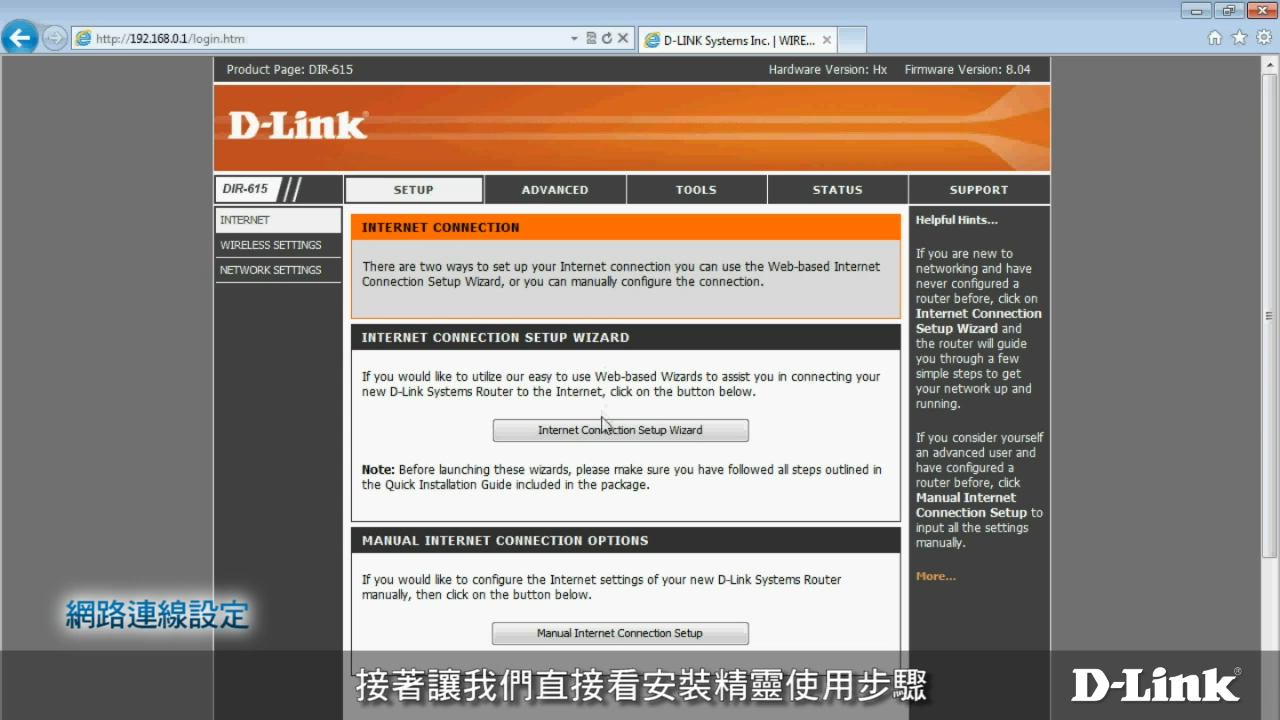 http://192.168.0.1/login.htm
D-LINK Systems Inc. | WIRE...
Product Page: DIR-615
Hardware Version: Hx
Firmware Version: 8.04
D-Link
DIR-615
SETUP
ADVANCED
TOOLS
STATUS
SUPPORT
INTERNET
WIRELESS SETTINGS
NETWORK SETTINGS
INTERNET CONNECTION
There are two ways to set up your Internet connection you can use the Web-based Internet
Connection Setup Wizard, or you can manually configure the connection.
INTERNET CONNECTION SETUP WIZARD
If you would like to utilize our easy to use Web-based Wizards to assist you in connecting your
new D-Link Systems Router to the Internet, click on the button below.
Internet Connection Setup Wizard
Note: Before launching these wizards, please make sure you have followed all steps outlined in
the Quick Installation Guide included in the package.
MANUAL INTERNET CONNECTION OPTIONS
If you would like to configure the Internet settings of your new D-Link Systems Router
manually, then click on the button below.
Manual Internet Connection Setup
Helpful Hints...
If you are new to
networking and have
never configured a
router before, click on
Internet Connection
Setup Wizard and
the router will guide
you through a few
simple steps to get
your network up and
running.
If you consider yourself
an advanced user and
have configured a
router before, click
Manual Internet
Connection Setup to
input all the settings
manually.
More...
網路連線設定
接著讓我們直接看安裝精靈使用步驟
D-Link®